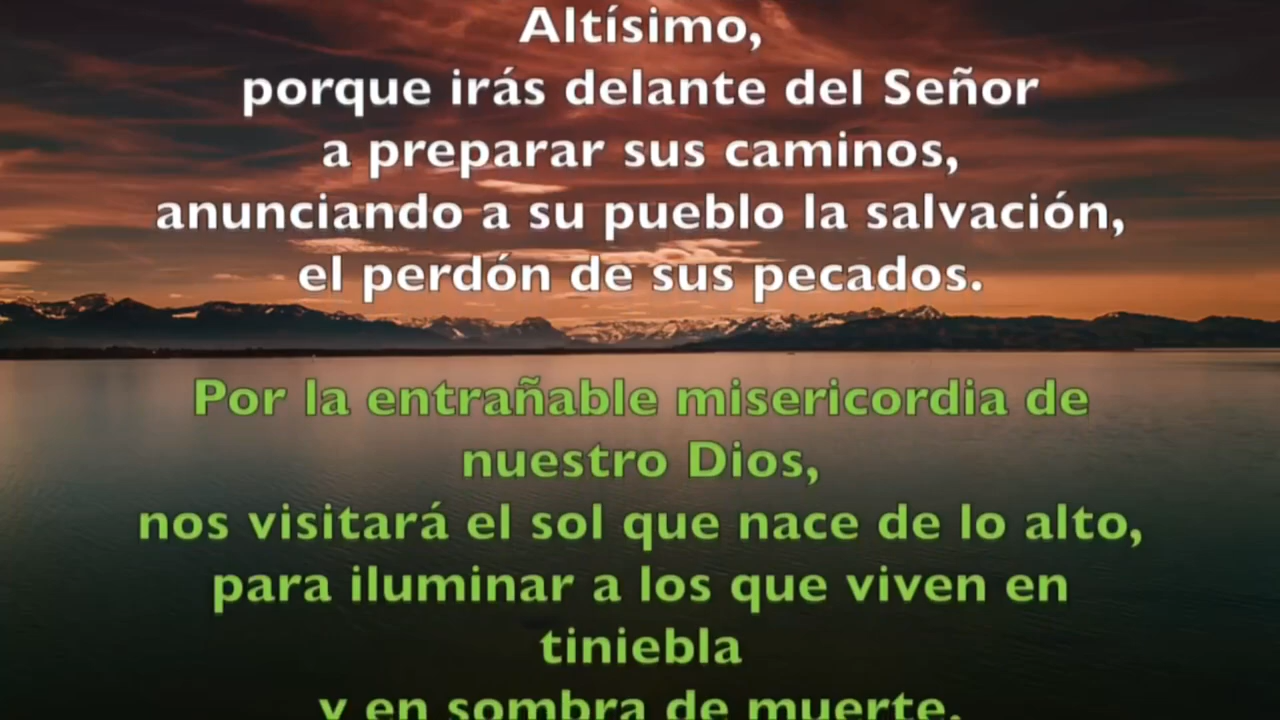 Altísimo,
porque irás delante del Señor
a preparar sus caminos,
anunciando a su pueblo la salvación,
el perdón de sus pecados.
Por la entrañable misericordia de
nuestro Dios,
nos visitará el sol que nace de lo alto,
para iluminar a los que viven en
tiniebla
y en sombra de muerte,